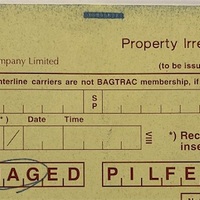 Property Irre
ompany Limited
(to be issu
nterline carriers are not BAGTRAC membership, if
S
P
*) Date Time
VIII
*) Rec
inse
AGED PILFE